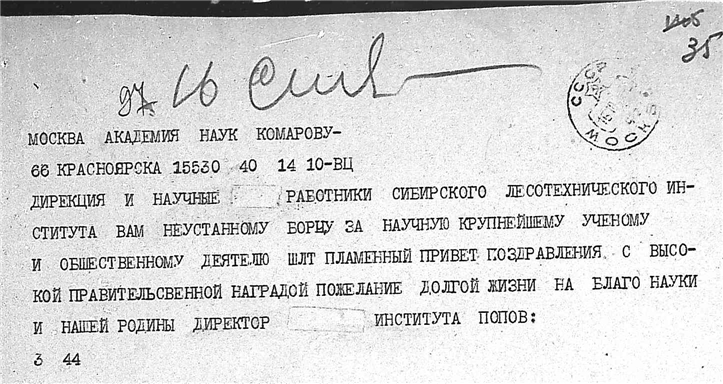 35
16
МОСКВА АКАДЕМИЯ НАУК КОМАРОВУ-
66 КРАСНОЯРСКА 15530 40 14 10-ВЦ
ДИРЕКЦИЯ И НАУЧНЫЕ РАБОТНИКИ СИБИРСКОГО ЛЕСОТЕХНИЧЕСКОГО ИН-
СТИТУТА ВАМ НЕУСТАННОМУ БОРЦУ ЗА НАУЧНУЮ КРУПНЕЙШЕМУ УЧЕНОМУ
И ОБЩЕСТВЕННОМУ ДЕЯТЕЛЮ ШЛТ ПЛАМЕННЫЙ ПРИВЕТ ПОЗДРАВЛЕНИЯ С ВЫСО-
КОЙ ПРАВИТЕЛЬСВЕННОЙ НАГРАДОЙ ПОЖЕЛАНИЕ ДОЛГОЙ ЖИЗНИ НА БЛАГО НАУКИ
И НАШЕЙ РОДИНЫ ДИРЕКТОР ИНСТИТУТА ПОПОВ:
3 44